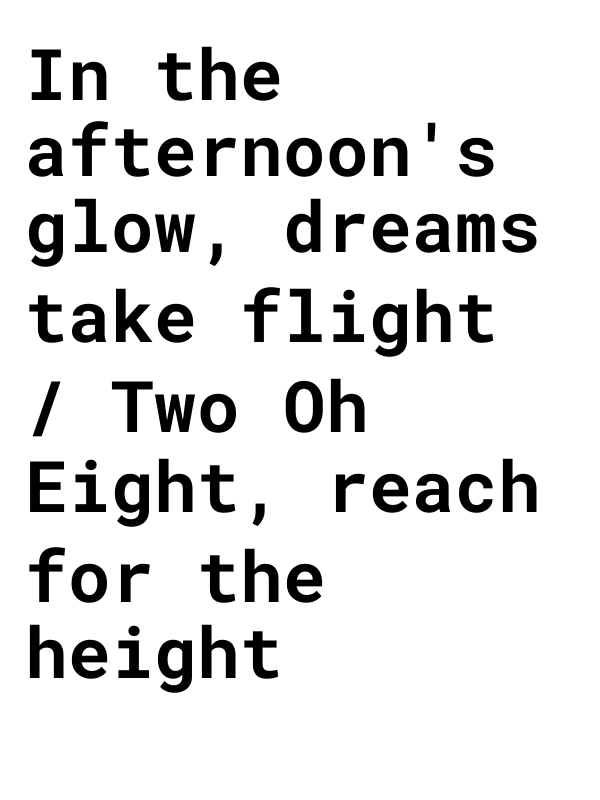 In the
afternoon's
glow, dreams
take flight
/ Two Oh
Eight, reach
for the
height